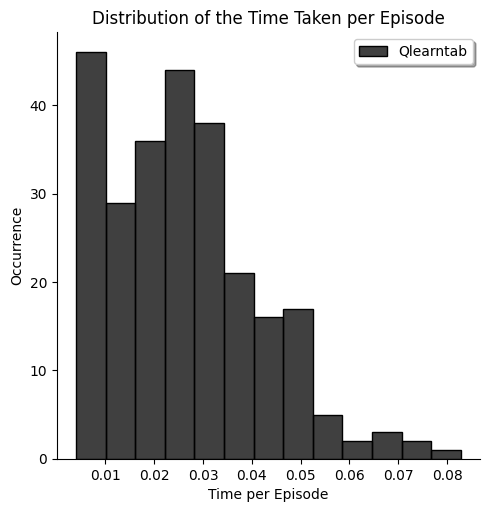 Distribution of the Time Taken per Episode
Qlearntab
Occurrence
40
30
20
10
0
0.01 0.02 0.03 0.04 0.05 0.06 0.07 0.08
Time per Episode